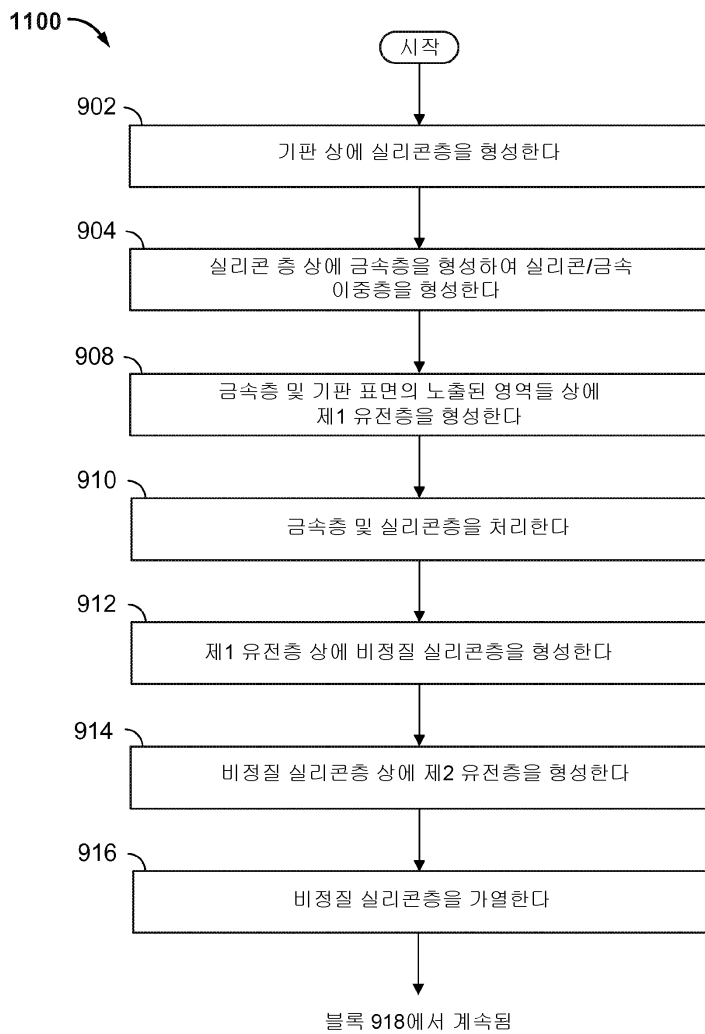 1100
시작
902
기판 상에 실리콘층을 형성한다
904
실리콘 층 상에 금속층을 형성하여 실리콘/금속
이중층을 형성한다
908
금속층 및 기판 표면의 노출된 영역들 상에
제1 유전층을 형성한다
910
금속층 및 실리콘층을 처리한다
912
제1 유전층 상에 비정질 실리콘층을 형성한다
914
비정질 실리콘층 상에 제2 유전층을 형성한다
916
비정질 실리콘층을 가열한다
블록 918에서 계속됨